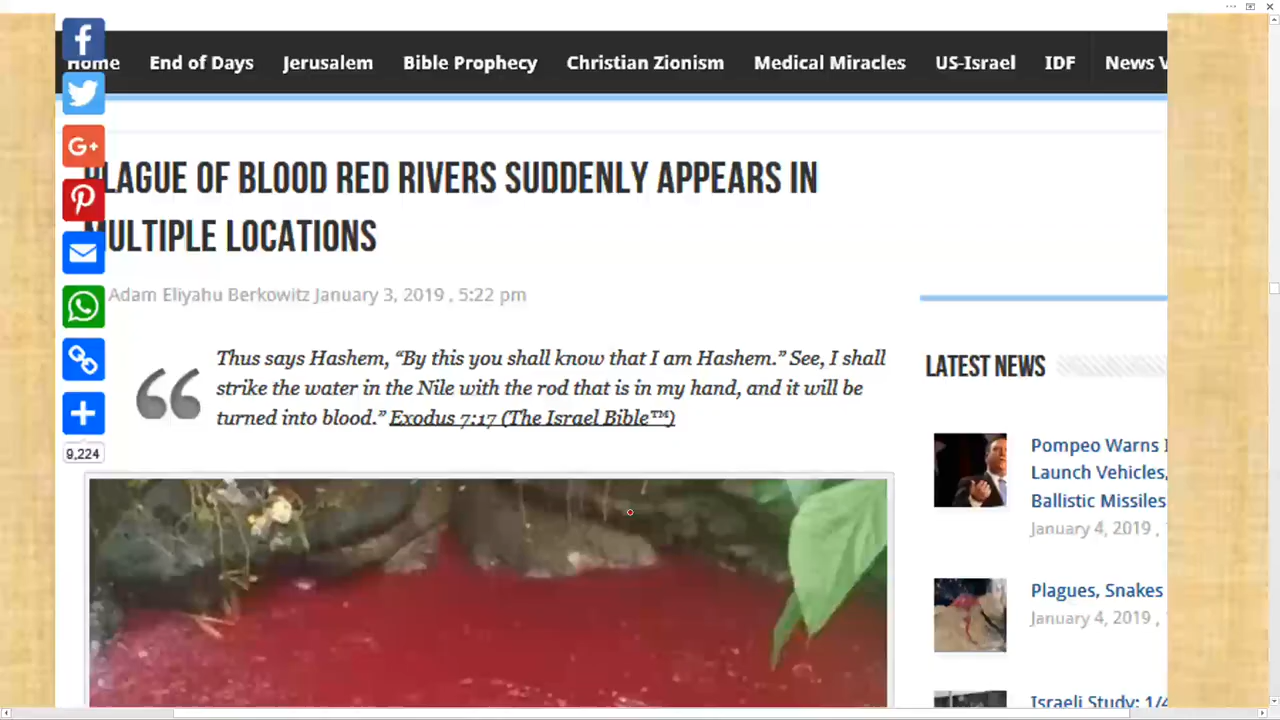 Home End of Days Jerusalem Bible Prophecy Christian Zionism Medical Miracles US-Israel IDF News V
PLAGUE OF BLOOD RED RIVERS SUDDENLY APPEARS IN
MULTIPLE LOCATIONS
Adam Eliyahu Berkowitz January 3, 2019 , 5:22 pm
Thus says Hashem, “By this you shall know that I am Hashem.” See, I shall
strike the water in the Nile with the rod that is in my hand, and it will be
turned into blood.” Exodus 7:17 (The Israel Bible™)
9,224
LATEST NEWS
Pompeo Warns
Launch Vehicles,
Ballistic Missiles
January 4, 2019 ,
Plagues, Snakes
January 4, 2019 ,
Israeli Study: 1/4